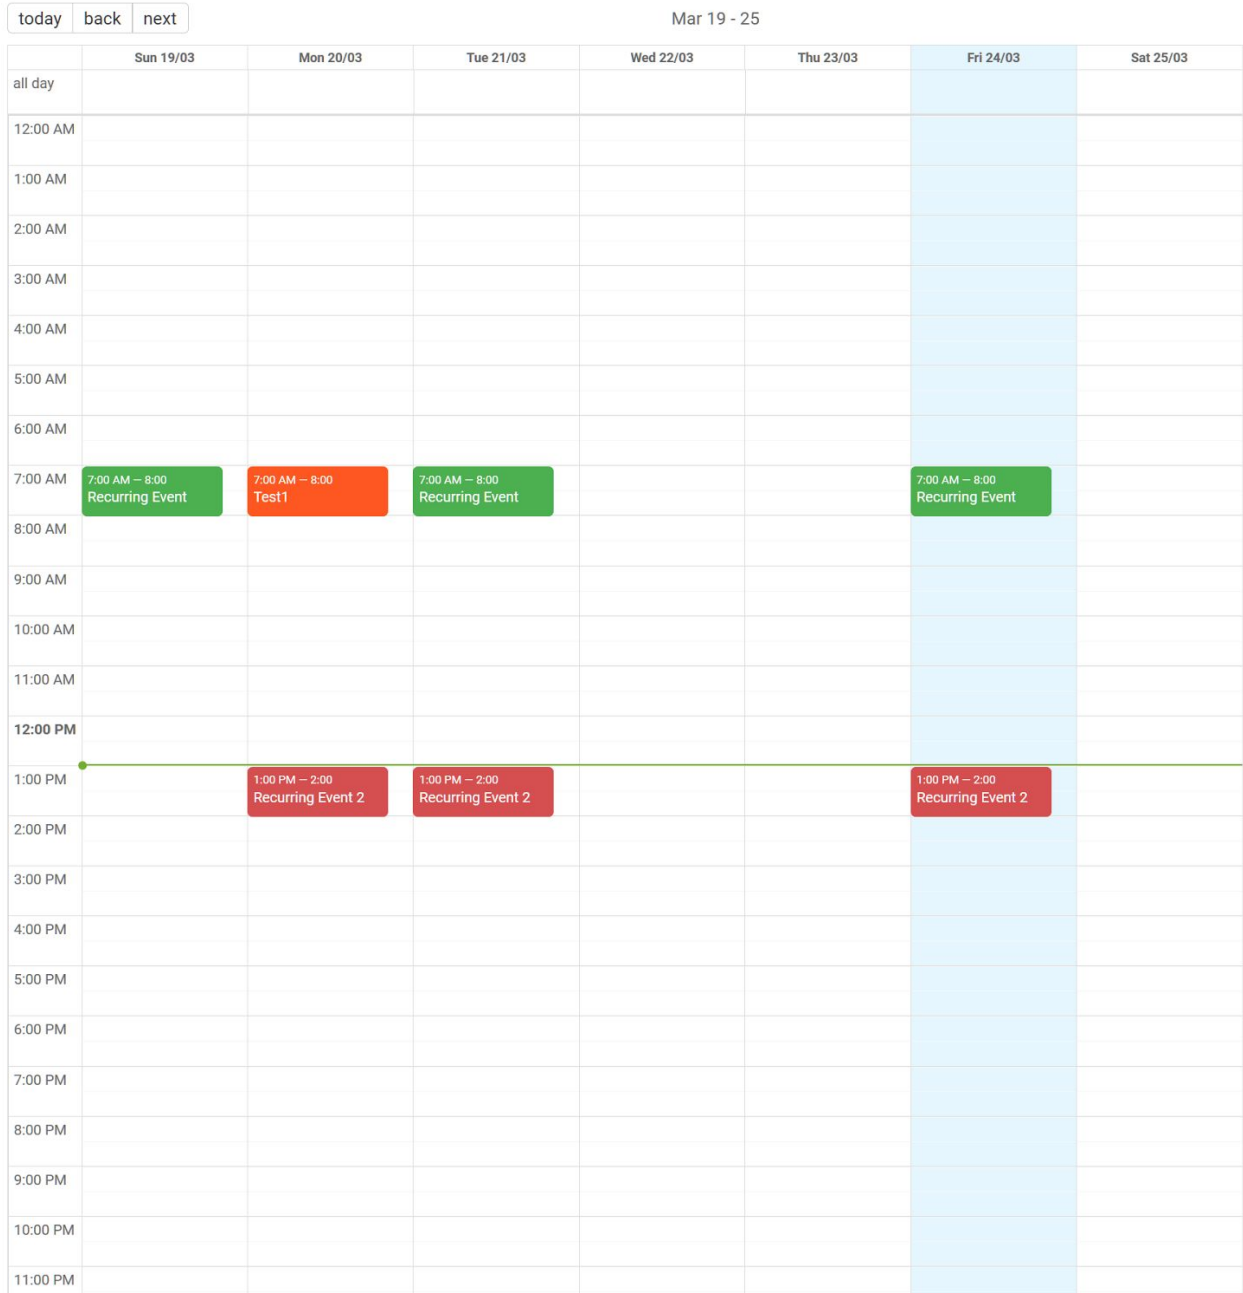 today back next
Mar 19 - 25
Sun 19/03 Mon 20/03 Tue 21/03 Wed 22/03 Thu 23/03 Fri 24/03 Sat 25/03
all day
12:00 AM
1:00 AM
2:00 AM
3:00 AM
4:00 AM
5:00 AM
6:00 AM
7:00 AM
7:00 AM — 8:00
Recurring Event
7:00 AM — 8:00
Test1
7:00 AM — 8:00
Recurring Event
7:00 AM — 8:00
Recurring Event
8:00 AM
9:00 AM
10:00 AM
11:00 AM
12:00 PM
1:00 PM
1:00 PM — 2:00
Recurring Event 2
1:00 PM — 2:00
Recurring Event 2
1:00 PM — 2:00
Recurring Event 2
2:00 PM
3:00 PM
4:00 PM
5:00 PM
6:00 PM
7:00 PM
8:00 PM
9:00 PM
10:00 PM
11:00 PM